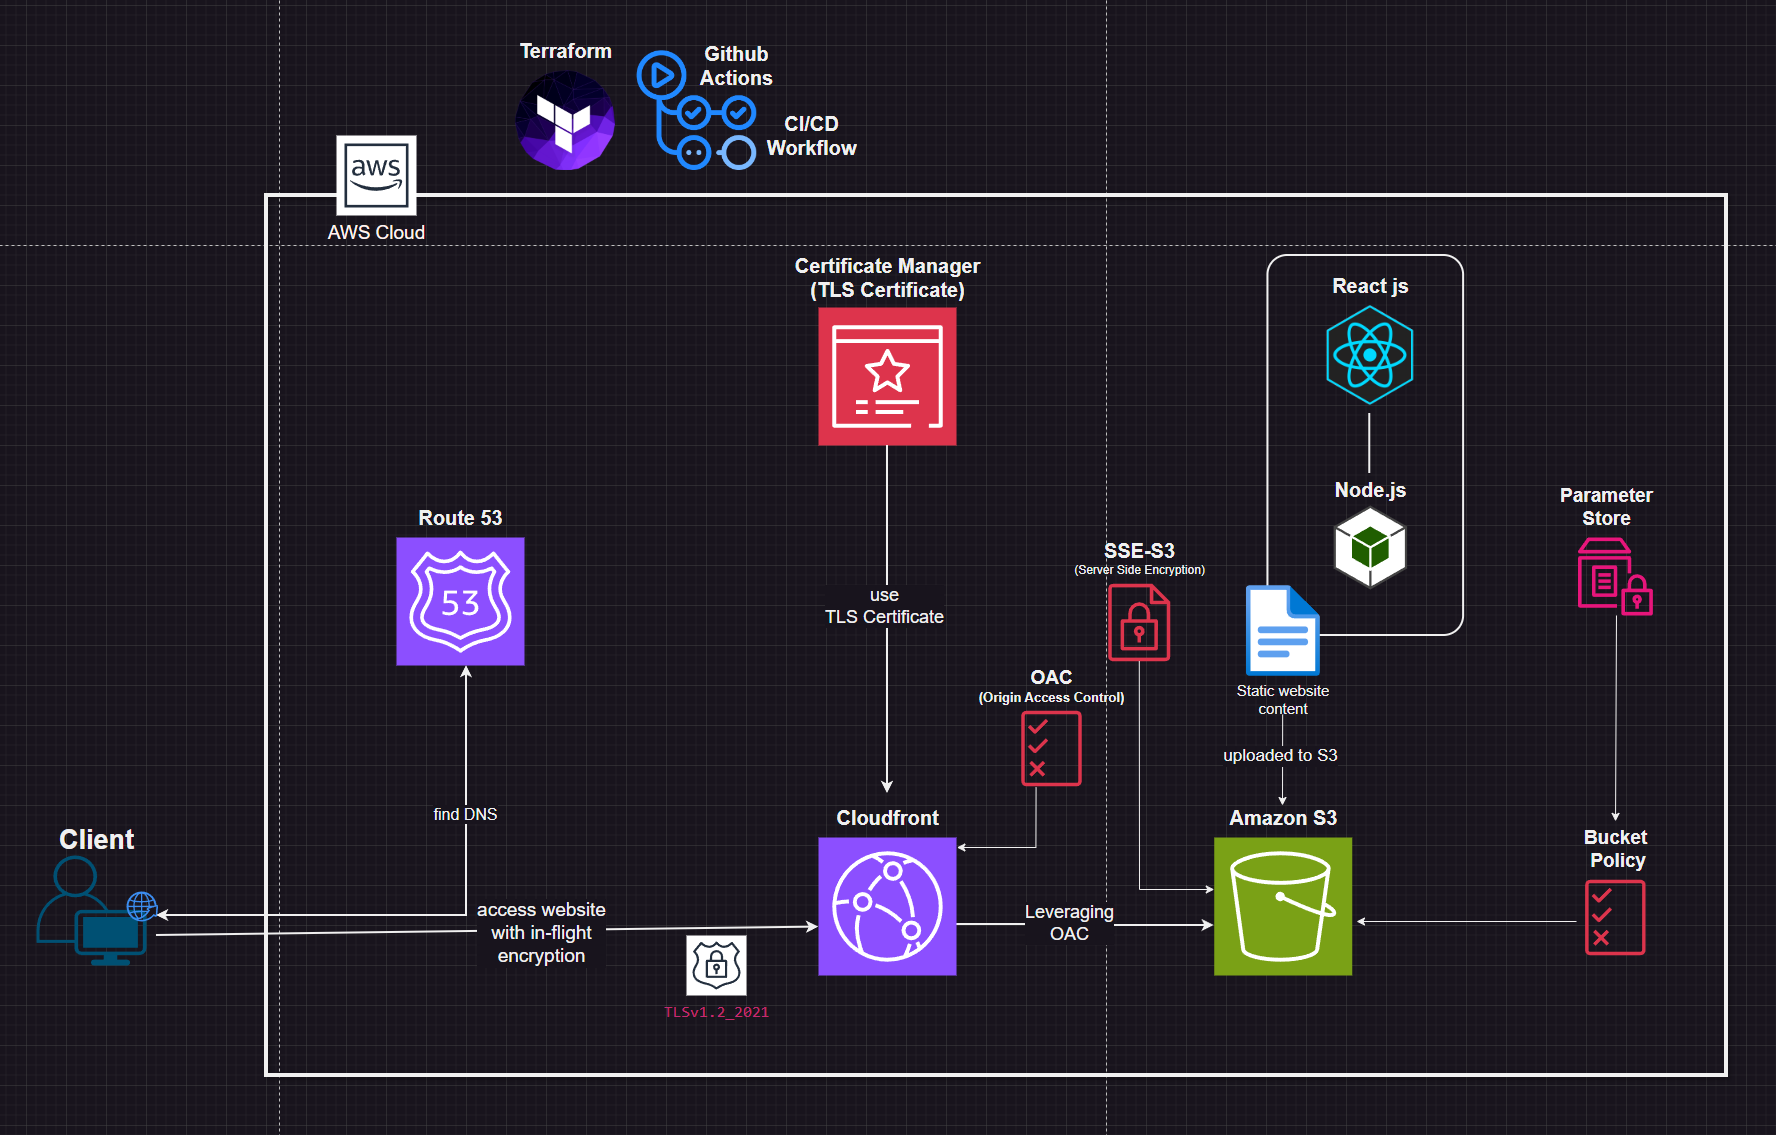 Terraform
Github
Actions
CI/CD
Workflow
aws
AWS Cloud
Certificate Manager
(TLS Certificate)
React js
Node.js
Parameter
Store
Route 53
53
SSE-S3
(Server Side Encryption)
use
TLS Certificate
OAC
(Origin Access Control)
Static website
content
uploaded to S3
find DNS
Cloudfront
Amazon S3
Bucket
Policy
Client
access website
with in-flight
encryption
Leveraging
OAC
TLSv1.2_2021